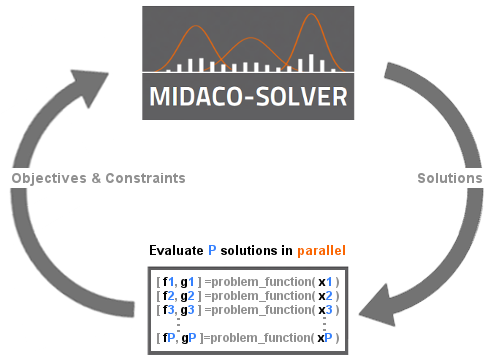 MIDACO-SOLVER
Objectives & Constraints
Solutions
Evaluate P solutions in parallel
[ f1, g1 ] =problem_function( x1 )
[ f2, g2 ] =problem_function( x2 )
[ f3, g3 ] =problem_function( x3 )
[ fP, gP ]=problem_function( xP )